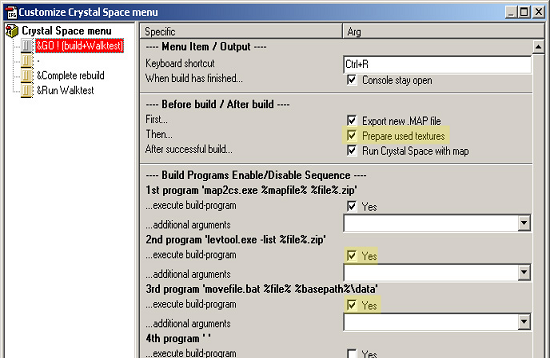 Customize Crystal Space menu
Crystal Space menu
&GO ! (build+Walktest)
-
&Complete rebuild
&Run Walktest
Specific Arg
---- Menu Item / Output ----
Keyboard shortcut Ctrl+R
When build has finished... Console stay open
---- Before build / After build ----
First... Export new .MAP file
Then... Prepare used textures
After successful build... Run Crystal Space with map
---- Build Programs Enable/Disable Sequence ----
1st program 'map2cs.exe %mapfile% %file%.zip'
...execute build-program Yes
...additional arguments
2nd program 'levtool.exe -list %file%.zip'
...execute build-program Yes
...additional arguments
3rd program 'movefile.bat %file% %basepath%\data'
...execute build-program Yes
...additional arguments
4th program ' '
...execute build-program Yes